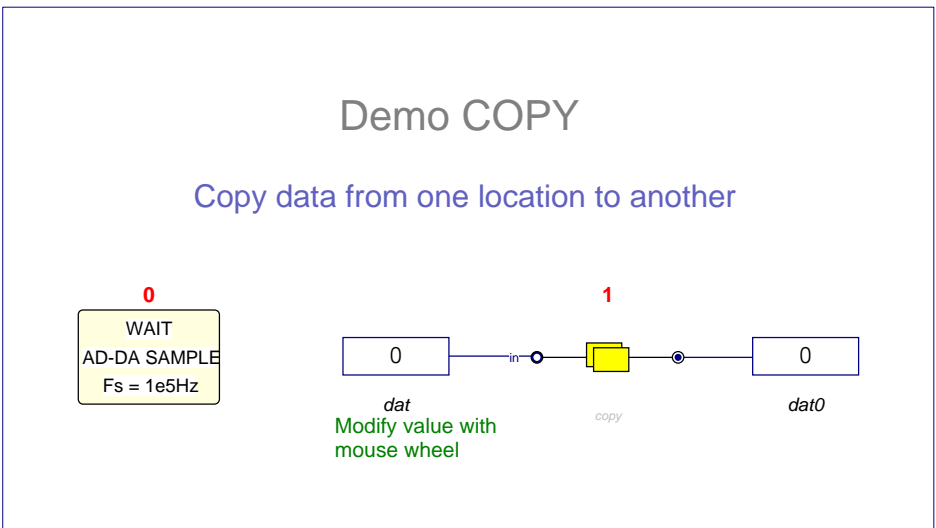 Demo COPY
Copy data from one location to another
0
WAIT
AD-DA SAMPLE
Fs = 1e5Hz
1
0
in
0
dat
copy
dat0
Modify value with
mouse wheel